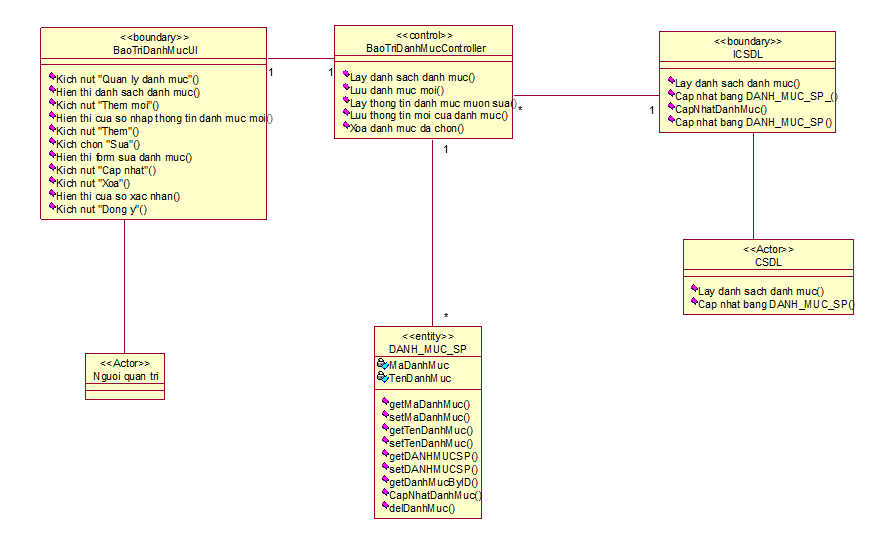 <<boundary>>
BaoTriDanhMucUI
Kich nut "Quan ly danh muc"()
Hien thi danh sach danh muc()
Kich nut "Them moi"()
Hien thi cua so nhap thong tin danh muc moi()
Kich nut "Them"()
Kich chon "Sua"()
Hien thi form sua danh muc()
Kich nut "Cap nhat"()
Kich nut "Xoa"()
Hien thi cua so xac nhan()
Kich nut "Dong y"()
1
1
<<control>>
BaoTriDanhMucController
Lay danh sach danh muc()
Luu danh muc moi()
Lay thong tin danh muc muon sua()
Luu thong tin moi cua danh muc()
Xoa danh muc da chon()
*
1
<<boundary>>
ICSDL
Lay danh sach danh muc()
Cap nhat bang DANH_MUC_SP_()
CapNhatDanhMuc()
Cap nhat bang DANH_MUC_SP()
1
*
<<Actor>>
CSDL
Lay danh sach danh muc()
Cap nhat bang DANH_MUC_SP()
<<Actor>>
Nguoi quan tri
<<entity>>
DANH_MUC_SP
MaDanhMuc
TenDanhMuc
getMaDanhMuc()
setMaDanhMuc()
getTenDanhMuc()
setTenDanhMuc()
getDANHMUCSP()
setDANHMUCSP()
getDanhMucByID()
CapNhatDanhMuc()
delDanhMuc()